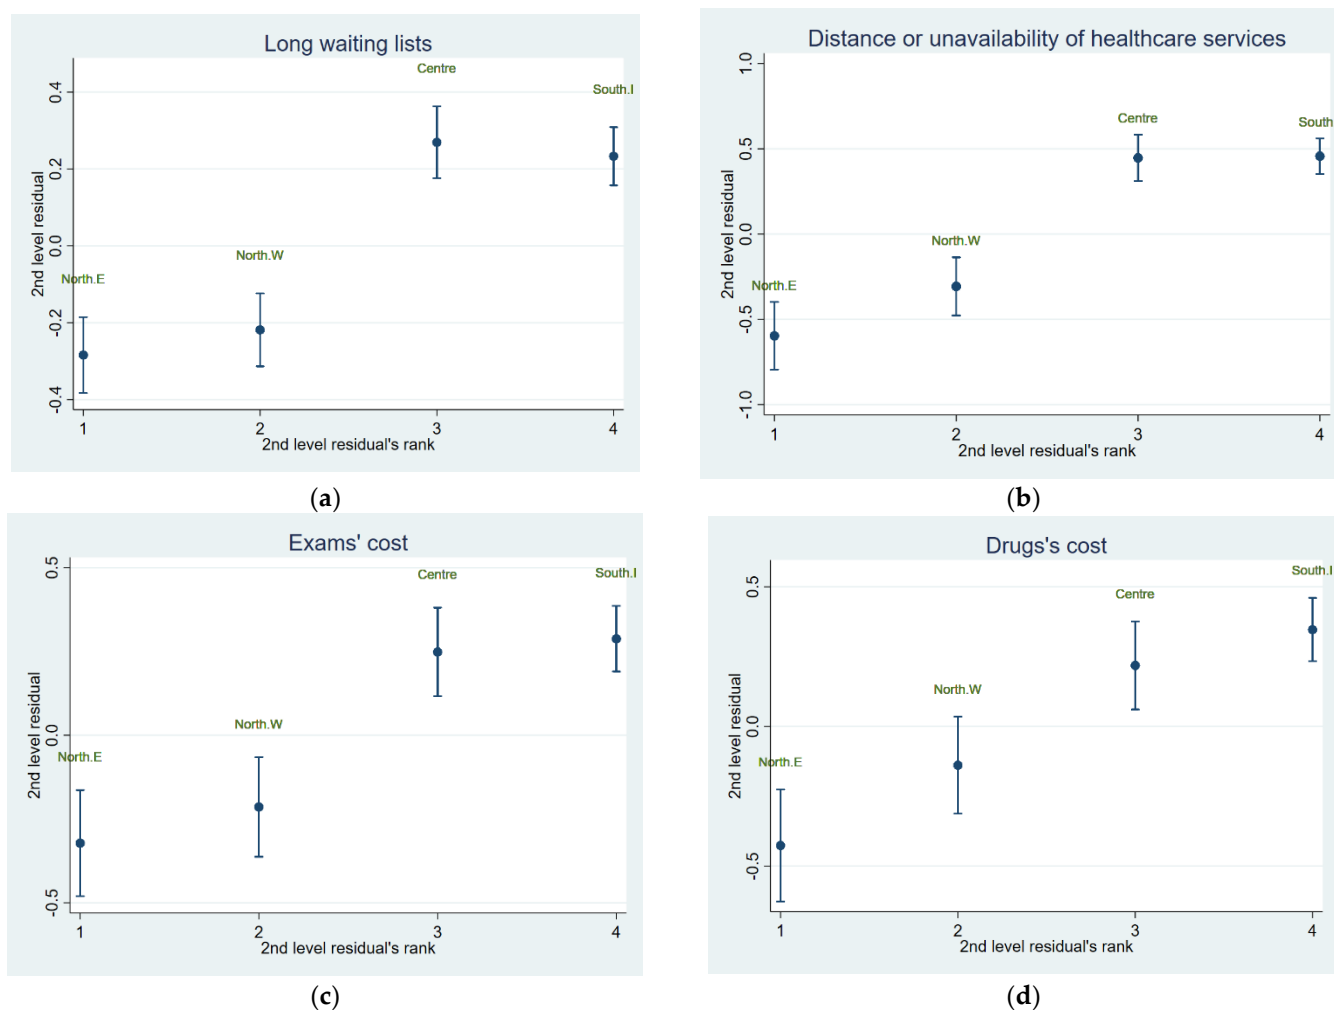 Long waiting lists
2nd level residual
0.4
0.2
0.0
-0.2
-0.4
North.E
North.W
Centre
South.I
1 2 3 4
2nd level residual's rank
(a)
Distance or unavailability of healthcare services
2nd level residual
1.0
0.5
0.0
-0.5
-1.0
North.E
North.W
Centre
South
1 2 3 4
2nd level residual's rank
(b)
Exams' cost
2nd level residual
0.5
0.0
-0.5
North.E
North.W
Centre
South.I
1 2 3 4
2nd level residual's rank
(c)
Drugs's cost
2nd level residual
0.5
0.0
-0.5
North.E
North.W
Centre
South.I
1 2 3 4
2nd level residual's rank
(d)